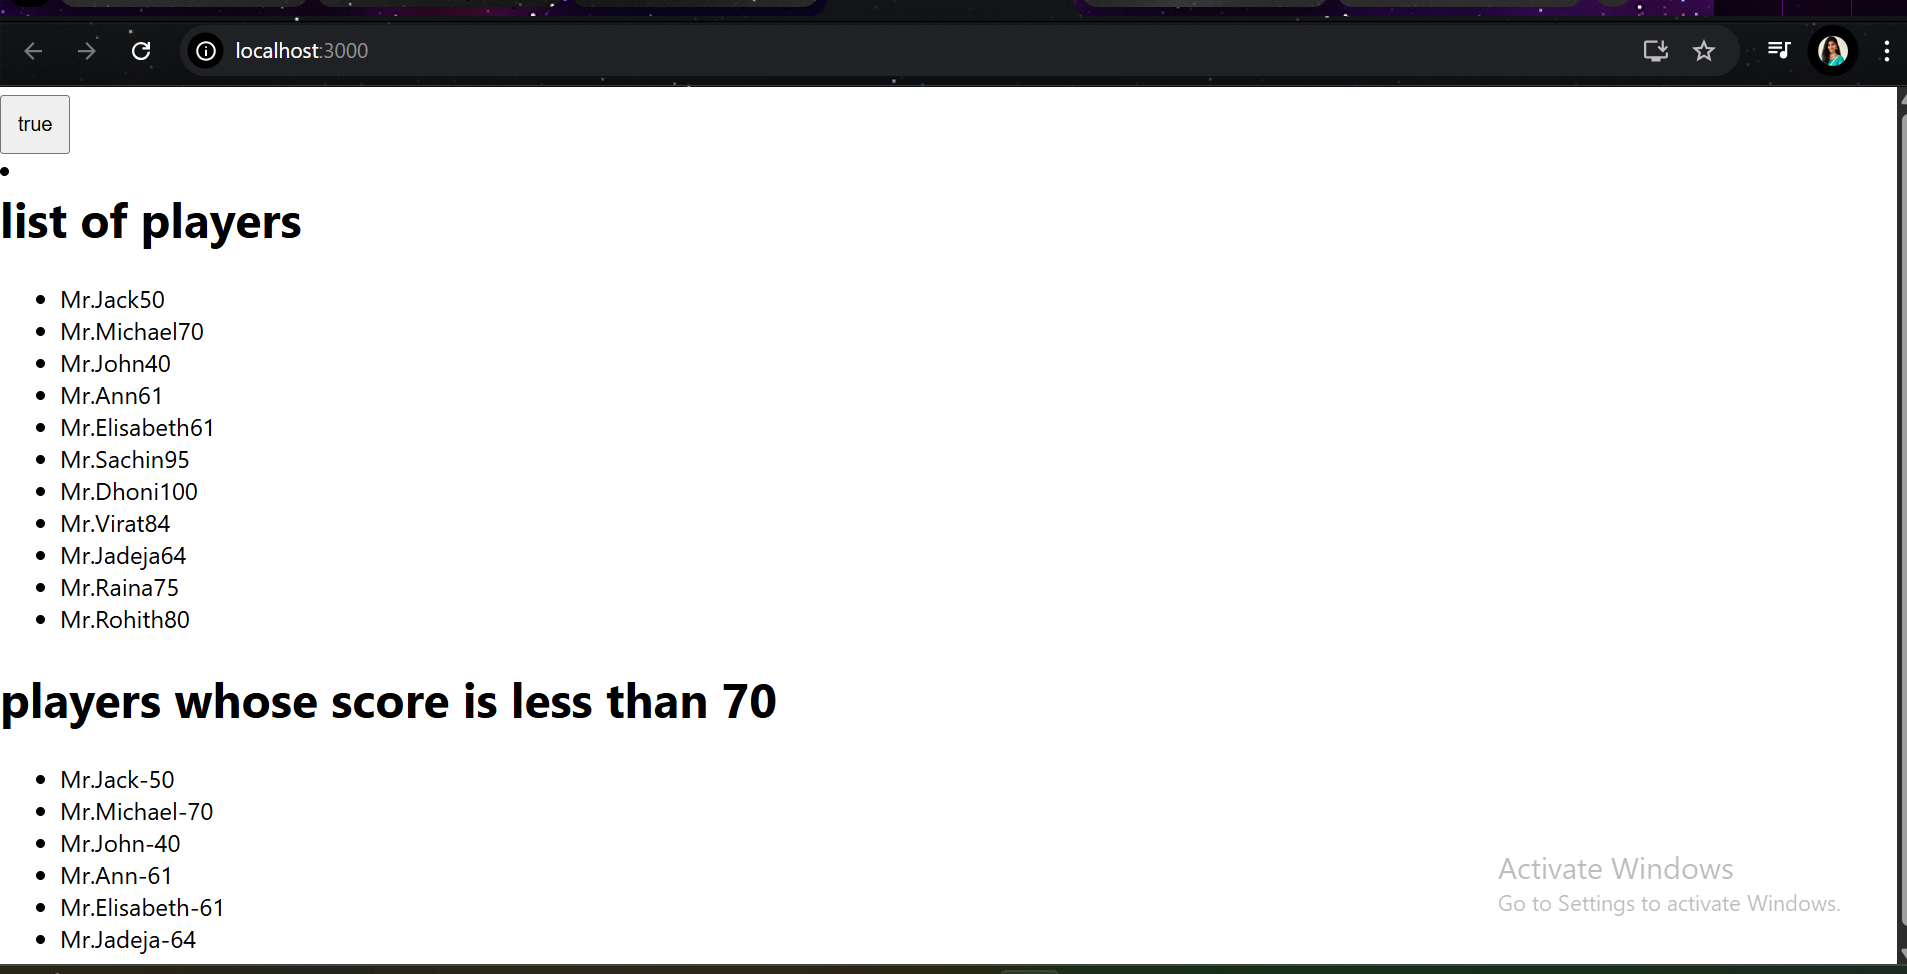 localhost:3000
true
list of players
Mr.Jack50
Mr.Michael70
Mr.John40
Mr.Ann61
Mr.Elisabeth61
Mr.Sachin95
Mr.Dhoni100
Mr.Virat84
Mr.Jadeja64
Mr.Raina75
Mr.Rohith80
players whose score is less than 70
Mr.Jack-50
Mr.Michael-70
Mr.John-40
Mr.Ann-61
Mr.Elisabeth-61
Mr.Jadeja-64
Activate Windows
Go to Settings to activate Windows.